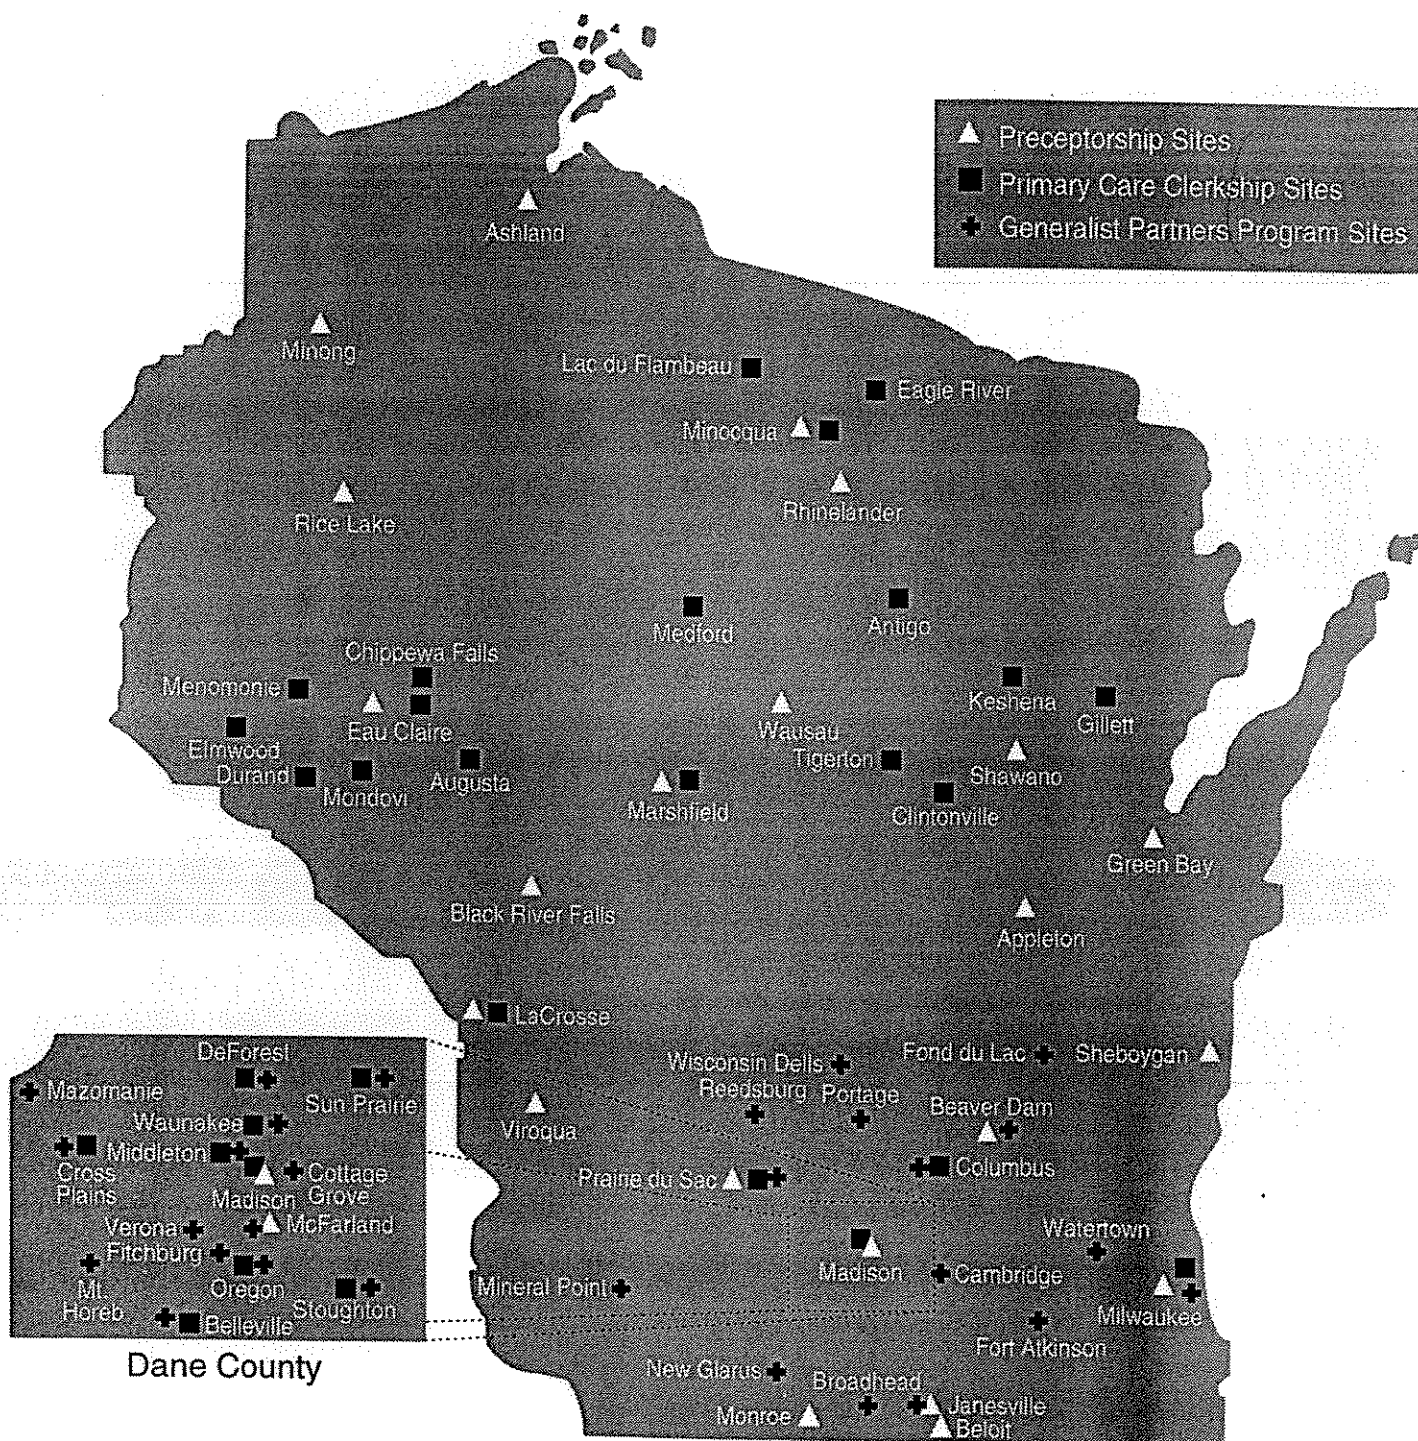 Preceptorship Sites
Primary Care Clerkship Sites
Generalist Partners Program Sites
Ashland
Minong
Lac du Flambeau
Eagle River
Minocqua
Rice Lake
Rhinelander
Medford
Antigo
Chippewa Falls
Menomonie
Keshena
Gillett
Eau Claire
Wausau
Elmwood
Tigerton
Shawano
Durand
Mondovi
Augusta
Marshfield
Clintonville
Green Bay
Black River Falls
Appleton
LaCrosse
Wisconsin Dells
Fond du Lac
Sheboygan
Reedsburg
Portage
Beaver Dam
Viroqua
Prairie du Sac
Columbus
Watertown
Madison
Cambridge
Mineral Point
Milwaukee
Fort Atkinson
New Glarus
Broadhead
Janesville
Monroe
Beloit
DeForest
Mazomanie
Sun Prairie
Waunakee
Middleton
Cross
Plains
Cottage
Grove
Madison
McFarland
Verona
Fitchburg
Mt.
Horeb
Oregon
Stoughton
Belleville
Dane County